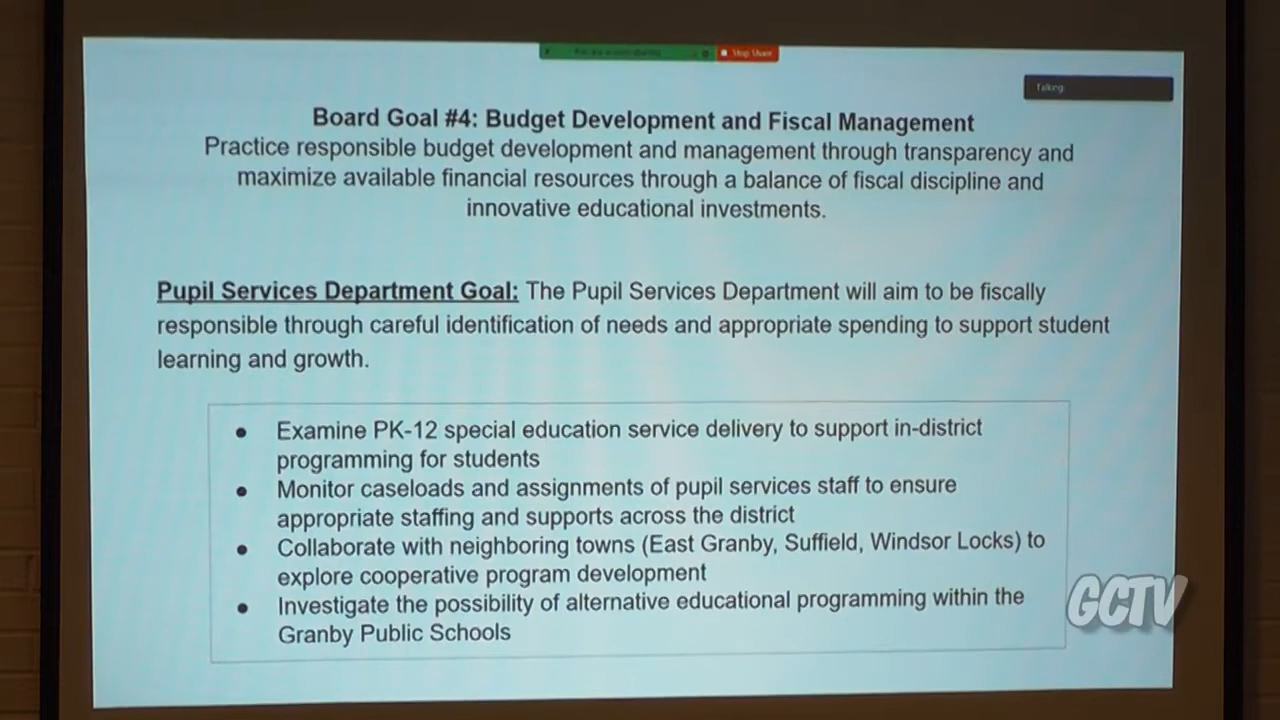 Stop Share
Talking:
Board Goal #4: Budget Development and Fiscal Management
Practice responsible budget development and management through transparency and
maximize available financial resources through a balance of fiscal discipline and
innovative educational investments.
Pupil Services Department Goal: The Pupil Services Department will aim to be fiscally
responsible through careful identification of needs and appropriate spending to support student
learning and growth.
● Examine PK-12 special education service delivery to support in-district
programming for students
● Monitor caseloads and assignments of pupil services staff to ensure
appropriate staffing and supports across the district
● Collaborate with neighboring towns (East Granby, Suffield, Windsor Locks) to
explore cooperative program development
● Investigate the possibility of alternative educational programming within the
Granby Public Schools
GCTV